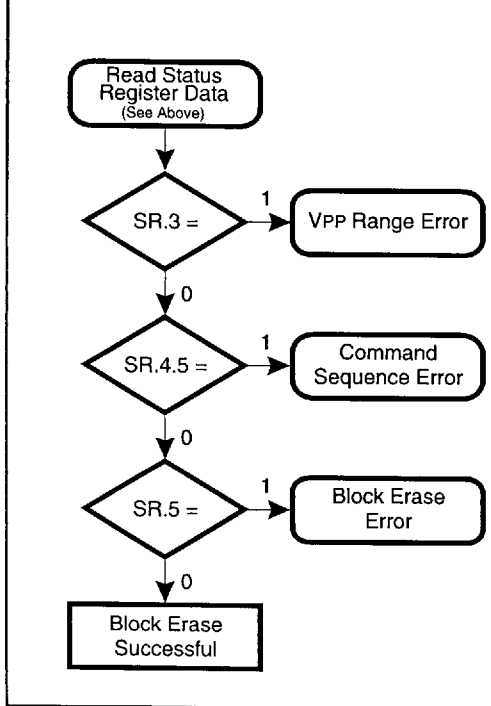 Read Status
Register Data
(See Above)
SR.3 =
1
VPP Range Error
0
SR.4.5 =
1
Command
Sequence Error
0
SR.5 =
1
Block Erase
Error
0
Block Erase
Successful